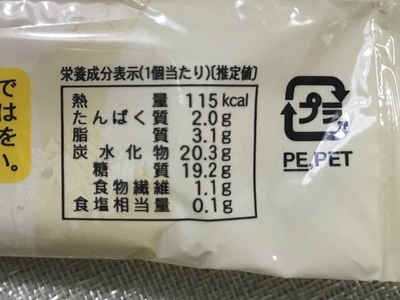 では
を
い。
栄養成分表示(1個当たり)〔推定値〕
熱量 115kcal
たんぱく質 2.0g
脂質 3.1g
炭水化物 20.3g
糖質 19.2g
食物繊維 1.1g
食塩相当量 0.1g
プラ
PE,PET